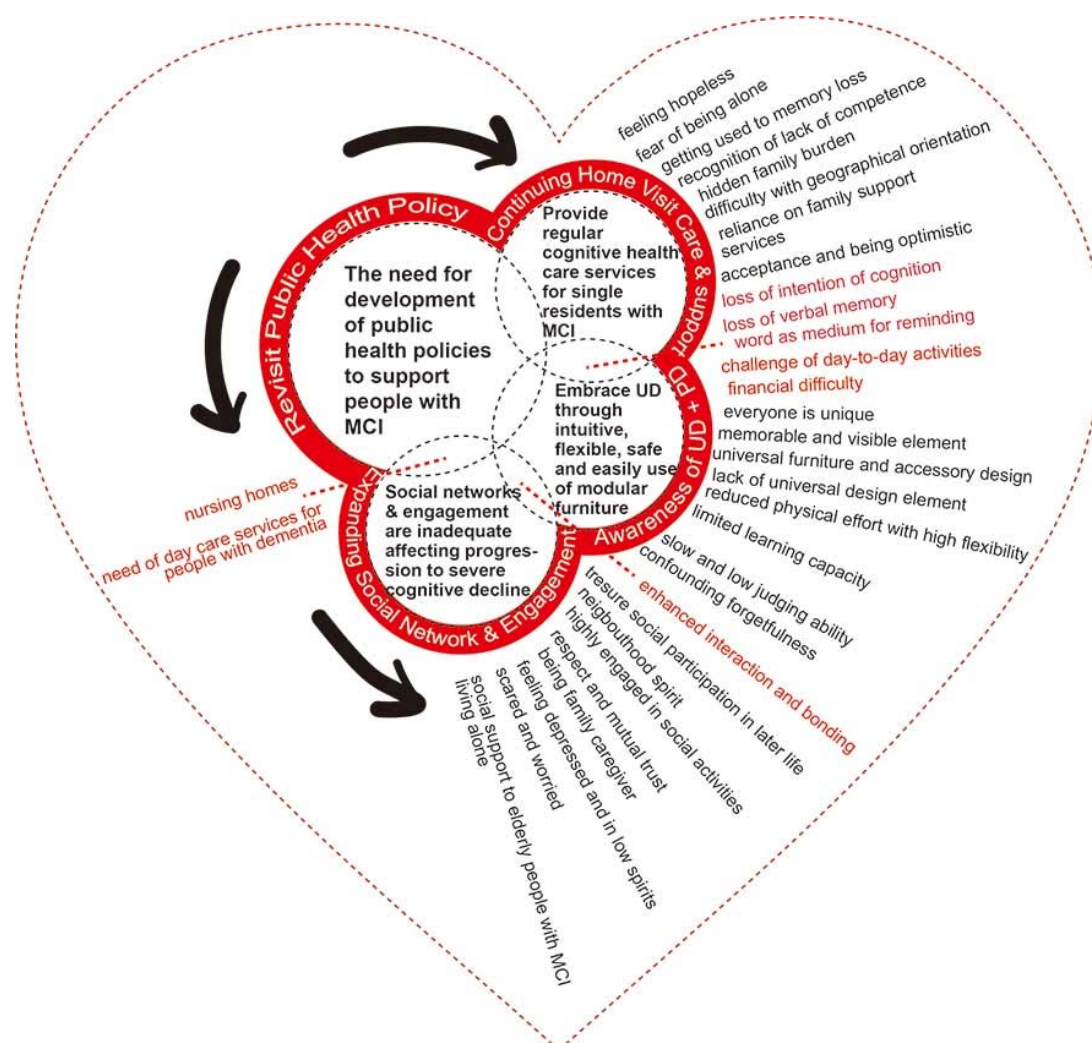 feeling hopeless
fear of being alone
getting used to memory loss
recognition of lack of competence
hidden family burden
difficulty with geographical orientation
reliance on family support
services
acceptance and being optimistic
loss of intention of cognition
loss of verbal memory
word as medium for reminding
challenge of day-to-day activities
financial difficulty
everyone is unique
memorable and visible element
universal furniture and accessory design
lack of universal design element
reduced physical effort with high flexibility
limited learning capacity
slow and low judging ability
confounding forgetfulness
enhanced interaction and bonding
tresure social participation in later life
neigbouthood spirit
highly engaged in social activities
respect and mutual trust
being family caregiver
feeling depressed and in low spirits
scared and worried
social support to elderly people with MCI
living alone
Continuing Home Visit Care & support
Provide
regular
cognitive health
care services
for single
residents with
MCI
Revisit Public Health Policy
The need for
development
of public
health policies
to support
people with
MCI
Awareness of UD + PD
Embrace UD
through
intuitive,
flexible, safe
and easily use
of modular
furniture
Expanding Social Network & Engagement
Social networks
& engagement
are inadequate
affecting progres-
sion to severe
cognitive decline
nursing homes
need of day care services for
people with dementia